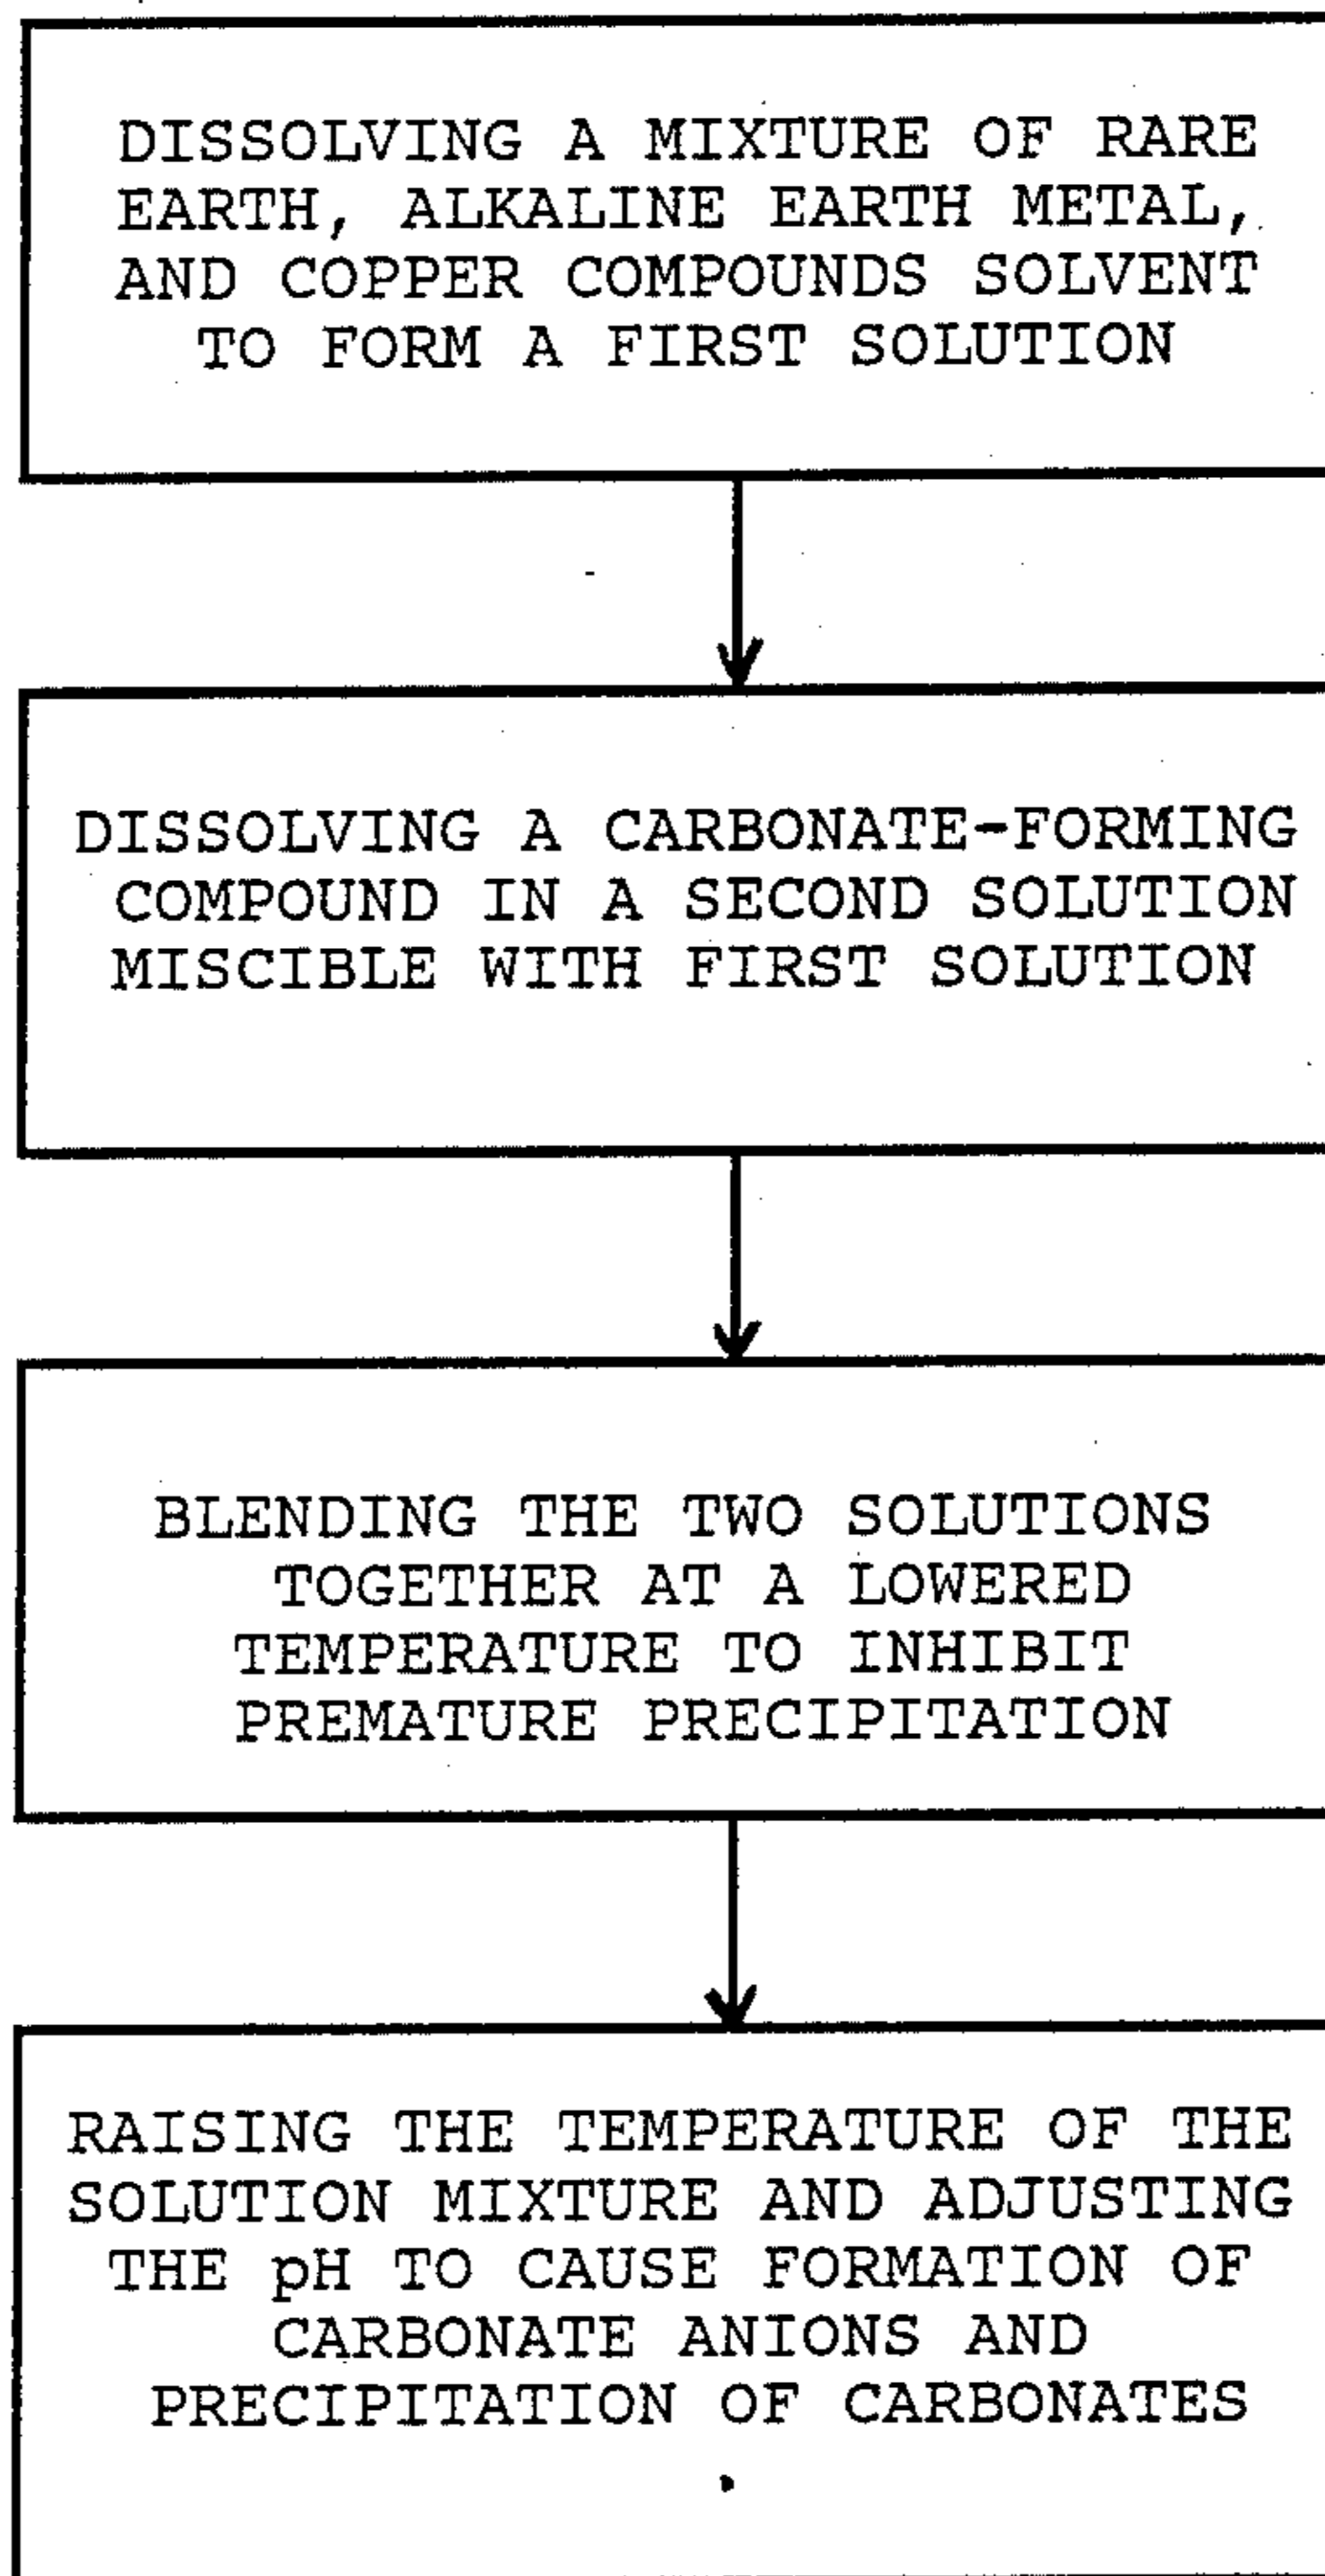 DISSOLVING A MIXTURE OF RARE
EARTH, ALKALINE EARTH METAL,
AND COPPER COMPOUNDS SOLVENT
TO FORM A FIRST SOLUTION
DISSOLVING A CARBONATE-FORMING
COMPOUND IN A SECOND SOLUTION
MISCIBLE WITH FIRST SOLUTION
BLENDING THE TWO SOLUTIONS
TOGETHER AT A LOWERED
TEMPERATURE TO INHIBIT
PREMATURE PRECIPITATION
RAISING THE TEMPERATURE OF THE
SOLUTION MIXTURE AND ADJUSTING
THE pH TO CAUSE FORMATION OF
CARBONATE ANIONS AND
PRECIPITATION OF CARBONATES